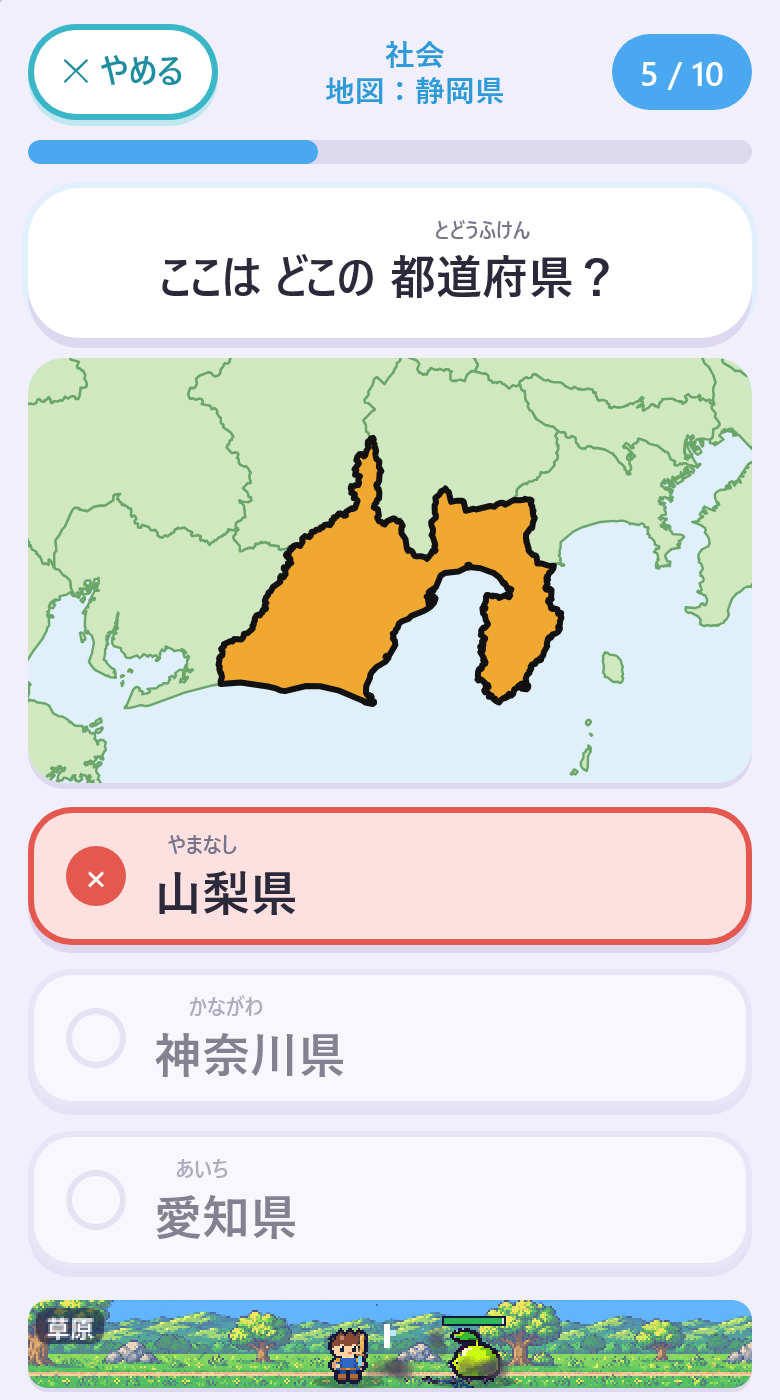 × やめる
社会
地図：静岡県
5 / 10
とどうふけん
ここは どこの 都道府県？
×
やまなし
山梨県
かながわ
神奈川県
あいち
愛知県
草原